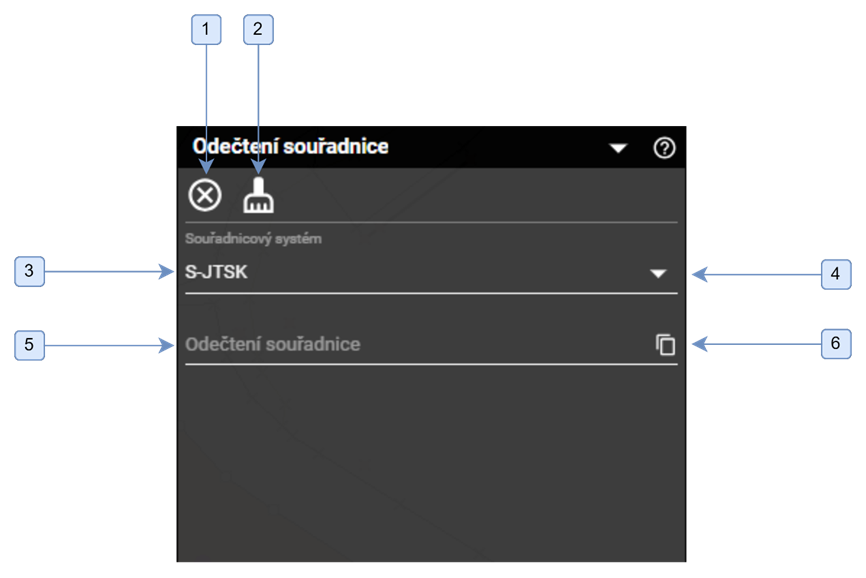 1 2
Odečtení souřadnice
Souřadnicový systém
3 S-JTSK 4
5 Odečtení souřadnice 6